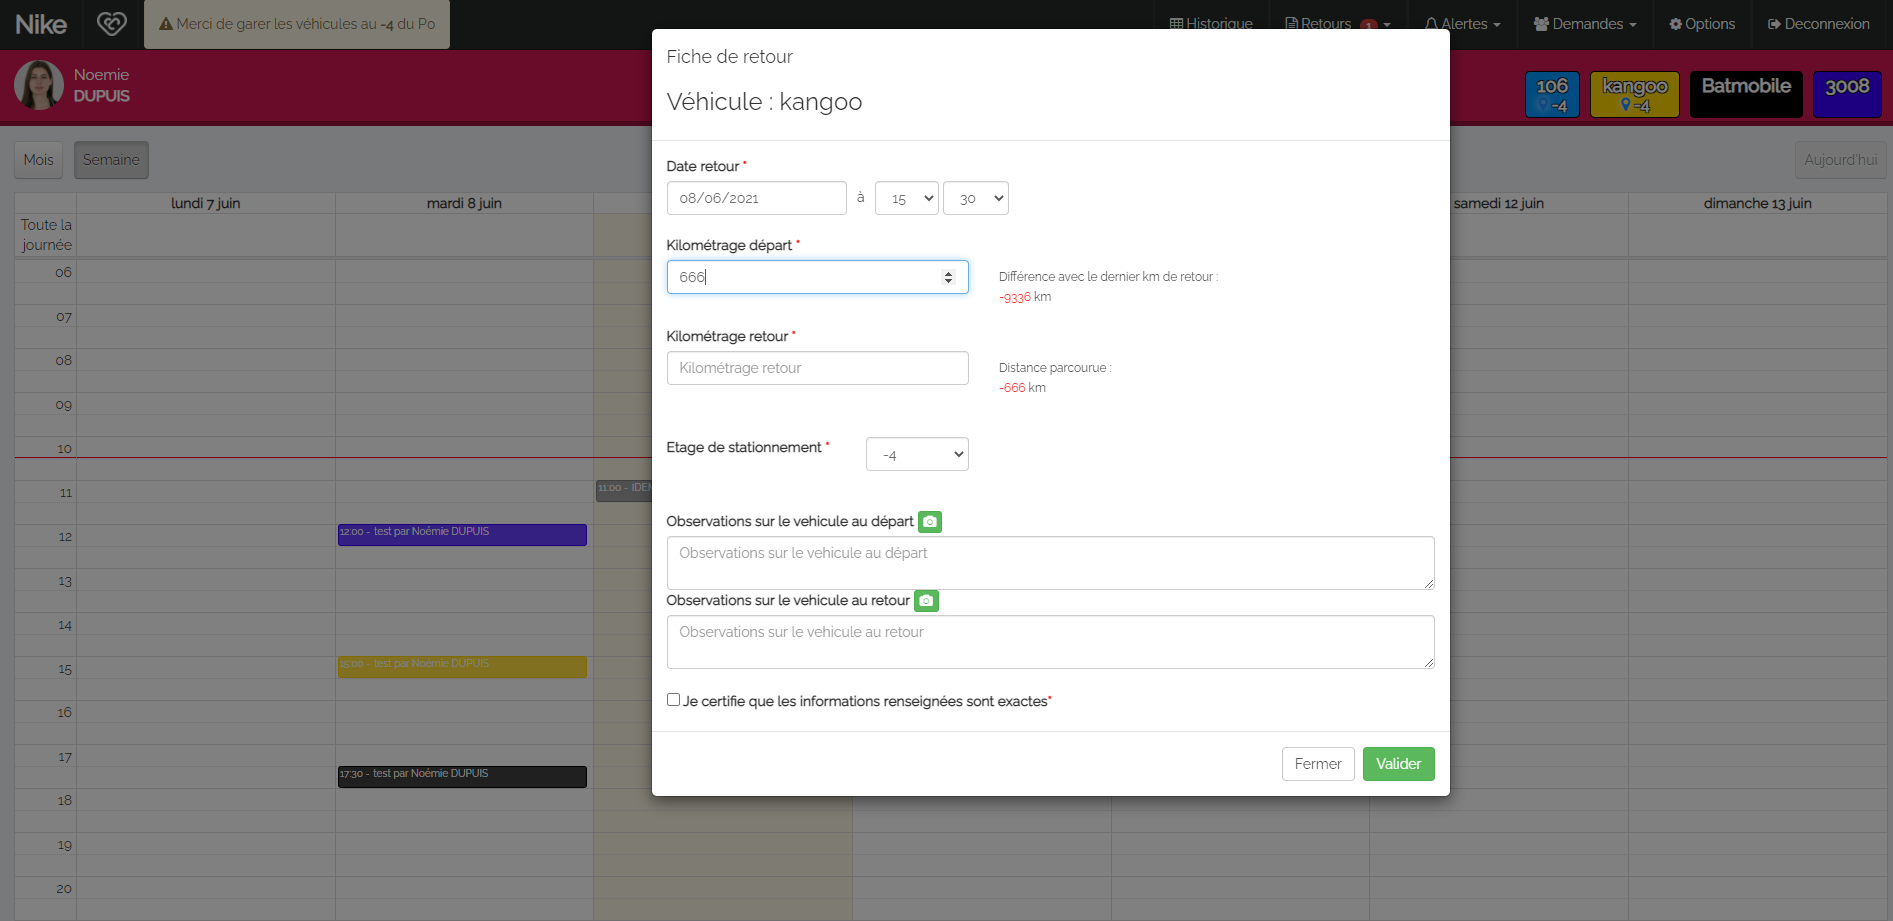 Nike
Merci de garer les véhicules au -4 du Po
Historique
Retours 1
Alertes
Demandes
Options
Deconnexion
Noemie
DUPUIS
106
-4
kangoo
-4
Batmobile
3008
Mois
Semaine
Aujourd'hui
lundi 7 juin
mardi 8 juin
samedi 12 juin
dimanche 13 juin
Toute la
journée
06
07
08
09
10
11
12
13
14
15
16
17
18
19
20
11:00 - IDE
12:00 - test par Noémie DUPUIS
15:00 - test par Noémie DUPUIS
17:30 - test par Noémie DUPUIS
Fiche de retour
Véhicule : kangoo
Date retour *
08/06/2021 à 15 30
Kilométrage départ *
666
Différence avec le dernier km de retour :
-9336 km
Kilométrage retour *
Kilométrage retour
Distance parcourue :
-666 km
Etage de stationnement *
-4
Observations sur le vehicule au départ
Observations sur le vehicule au départ
Observations sur le vehicule au retour
Observations sur le vehicule au retour
Je certifie que les informations renseignées sont exactes*
Fermer
Valider